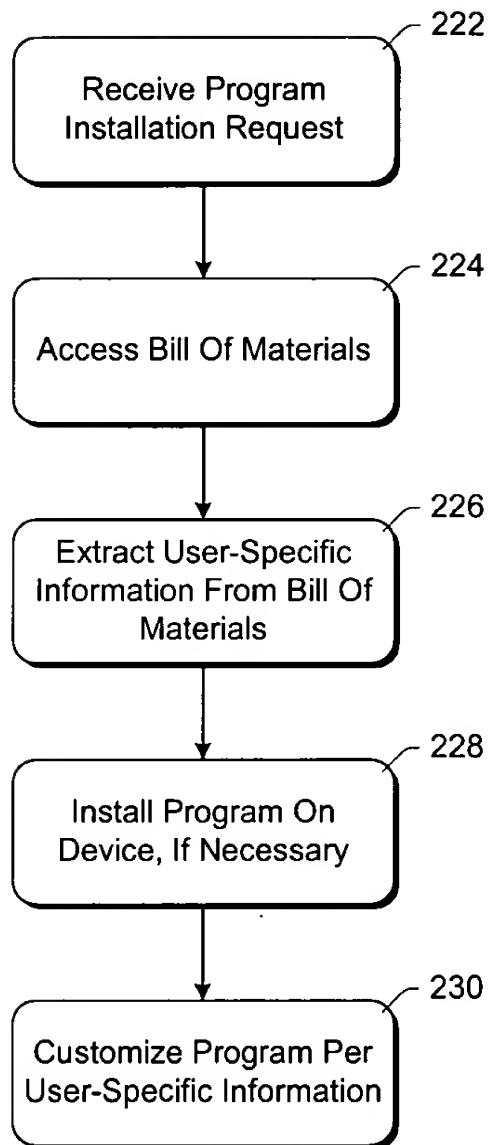 222
Receive Program
Installation Request
224
Access Bill Of Materials
226
Extract User-Specific
Information From Bill Of
Materials
228
Install Program On
Device, If Necessary
230
Customize Program Per
User-Specific Information